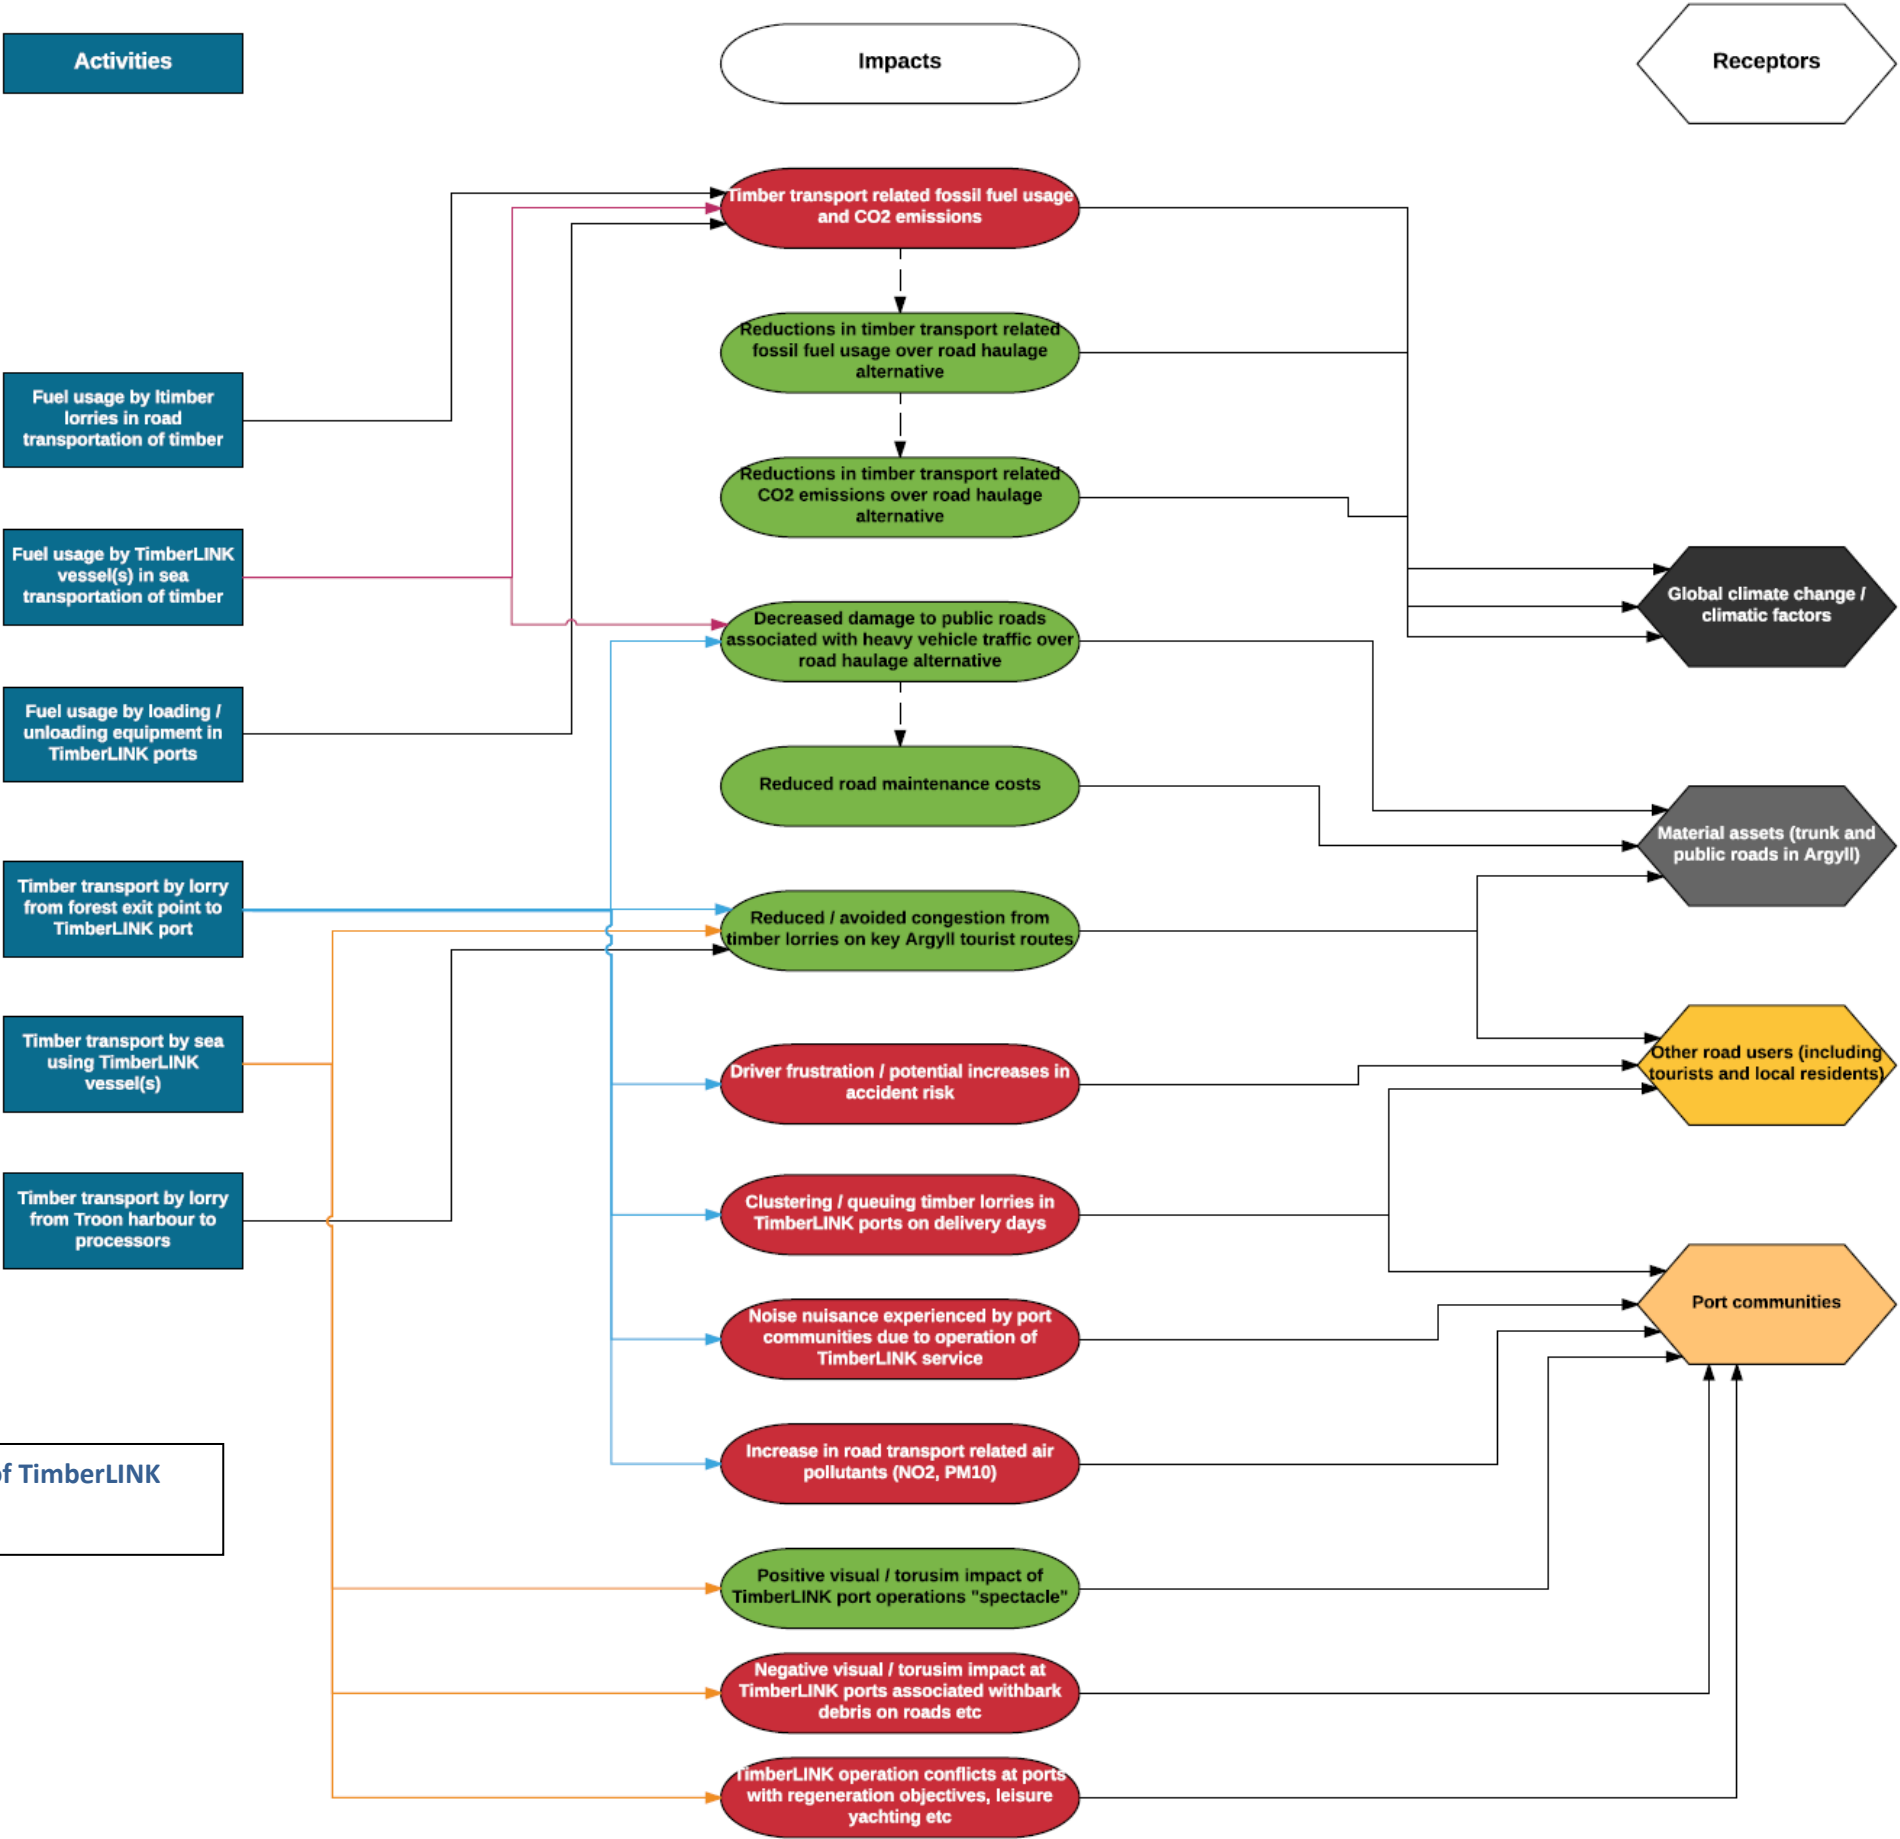 Activities
Impacts
Receptors
Fuel usage by ltimber
lorries in road
transportation of timber
Fuel usage by TimberLINK
vessel(s) in sea
transportation of timber
Fuel usage by loading /
unloading equipment in
TimberLINK ports
Timber transport by lorry
from forest exit point to
TimberLINK port
Timber transport by sea
using TimberLINK
vessel(s)
Timber transport by lorry
from Troon harbour to
processors
of TimberLINK
Timber transport related fossil fuel usage
and CO2 emissions
Reductions in timber transport related
fossil fuel usage over road haulage
alternative
Reductions in timber transport related
CO2 emissions over road haulage
alternative
Decreased damage to public roads
associated with heavy vehicle traffic over
road haulage alternative
Reduced road maintenance costs
Reduced / avoided congestion from
timber lorries on key Argyll tourist routes
Driver frustration / potential increases in
accident risk
Clustering / queuing timber lorries in
TimberLINK ports on delivery days
Noise nuisance experienced by port
communities due to operation of
TimberLINK service
Increase in road transport related air
pollutants (NO2, PM10)
Positive visual / torusim impact of
TimberLINK port operations "spectacle"
Negative visual / torusim impact at
TimberLINK ports associated withbark
debris on roads etc
TimberLINK operation conflicts at ports
with regeneration objectives, leisure
yachting etc
Global climate change /
climatic factors
Material assets (trunk and
public roads in Argyll)
Other road users (including
tourists and local residents)
Port communities